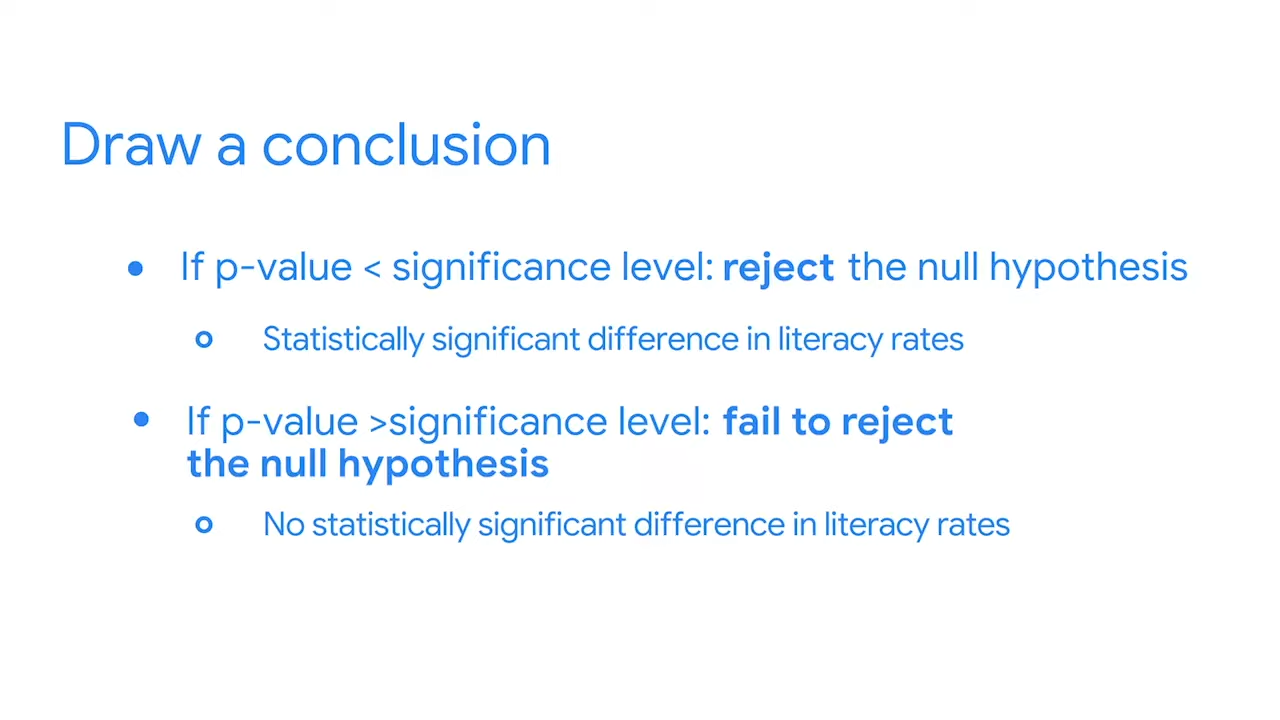 Draw a conclusion
• If p-value < significance level: reject the null hypothesis
○ Statistically significant difference in literacy rates
• If p-value >significance level: fail to reject
the null hypothesis
○ No statistically significant difference in literacy rates